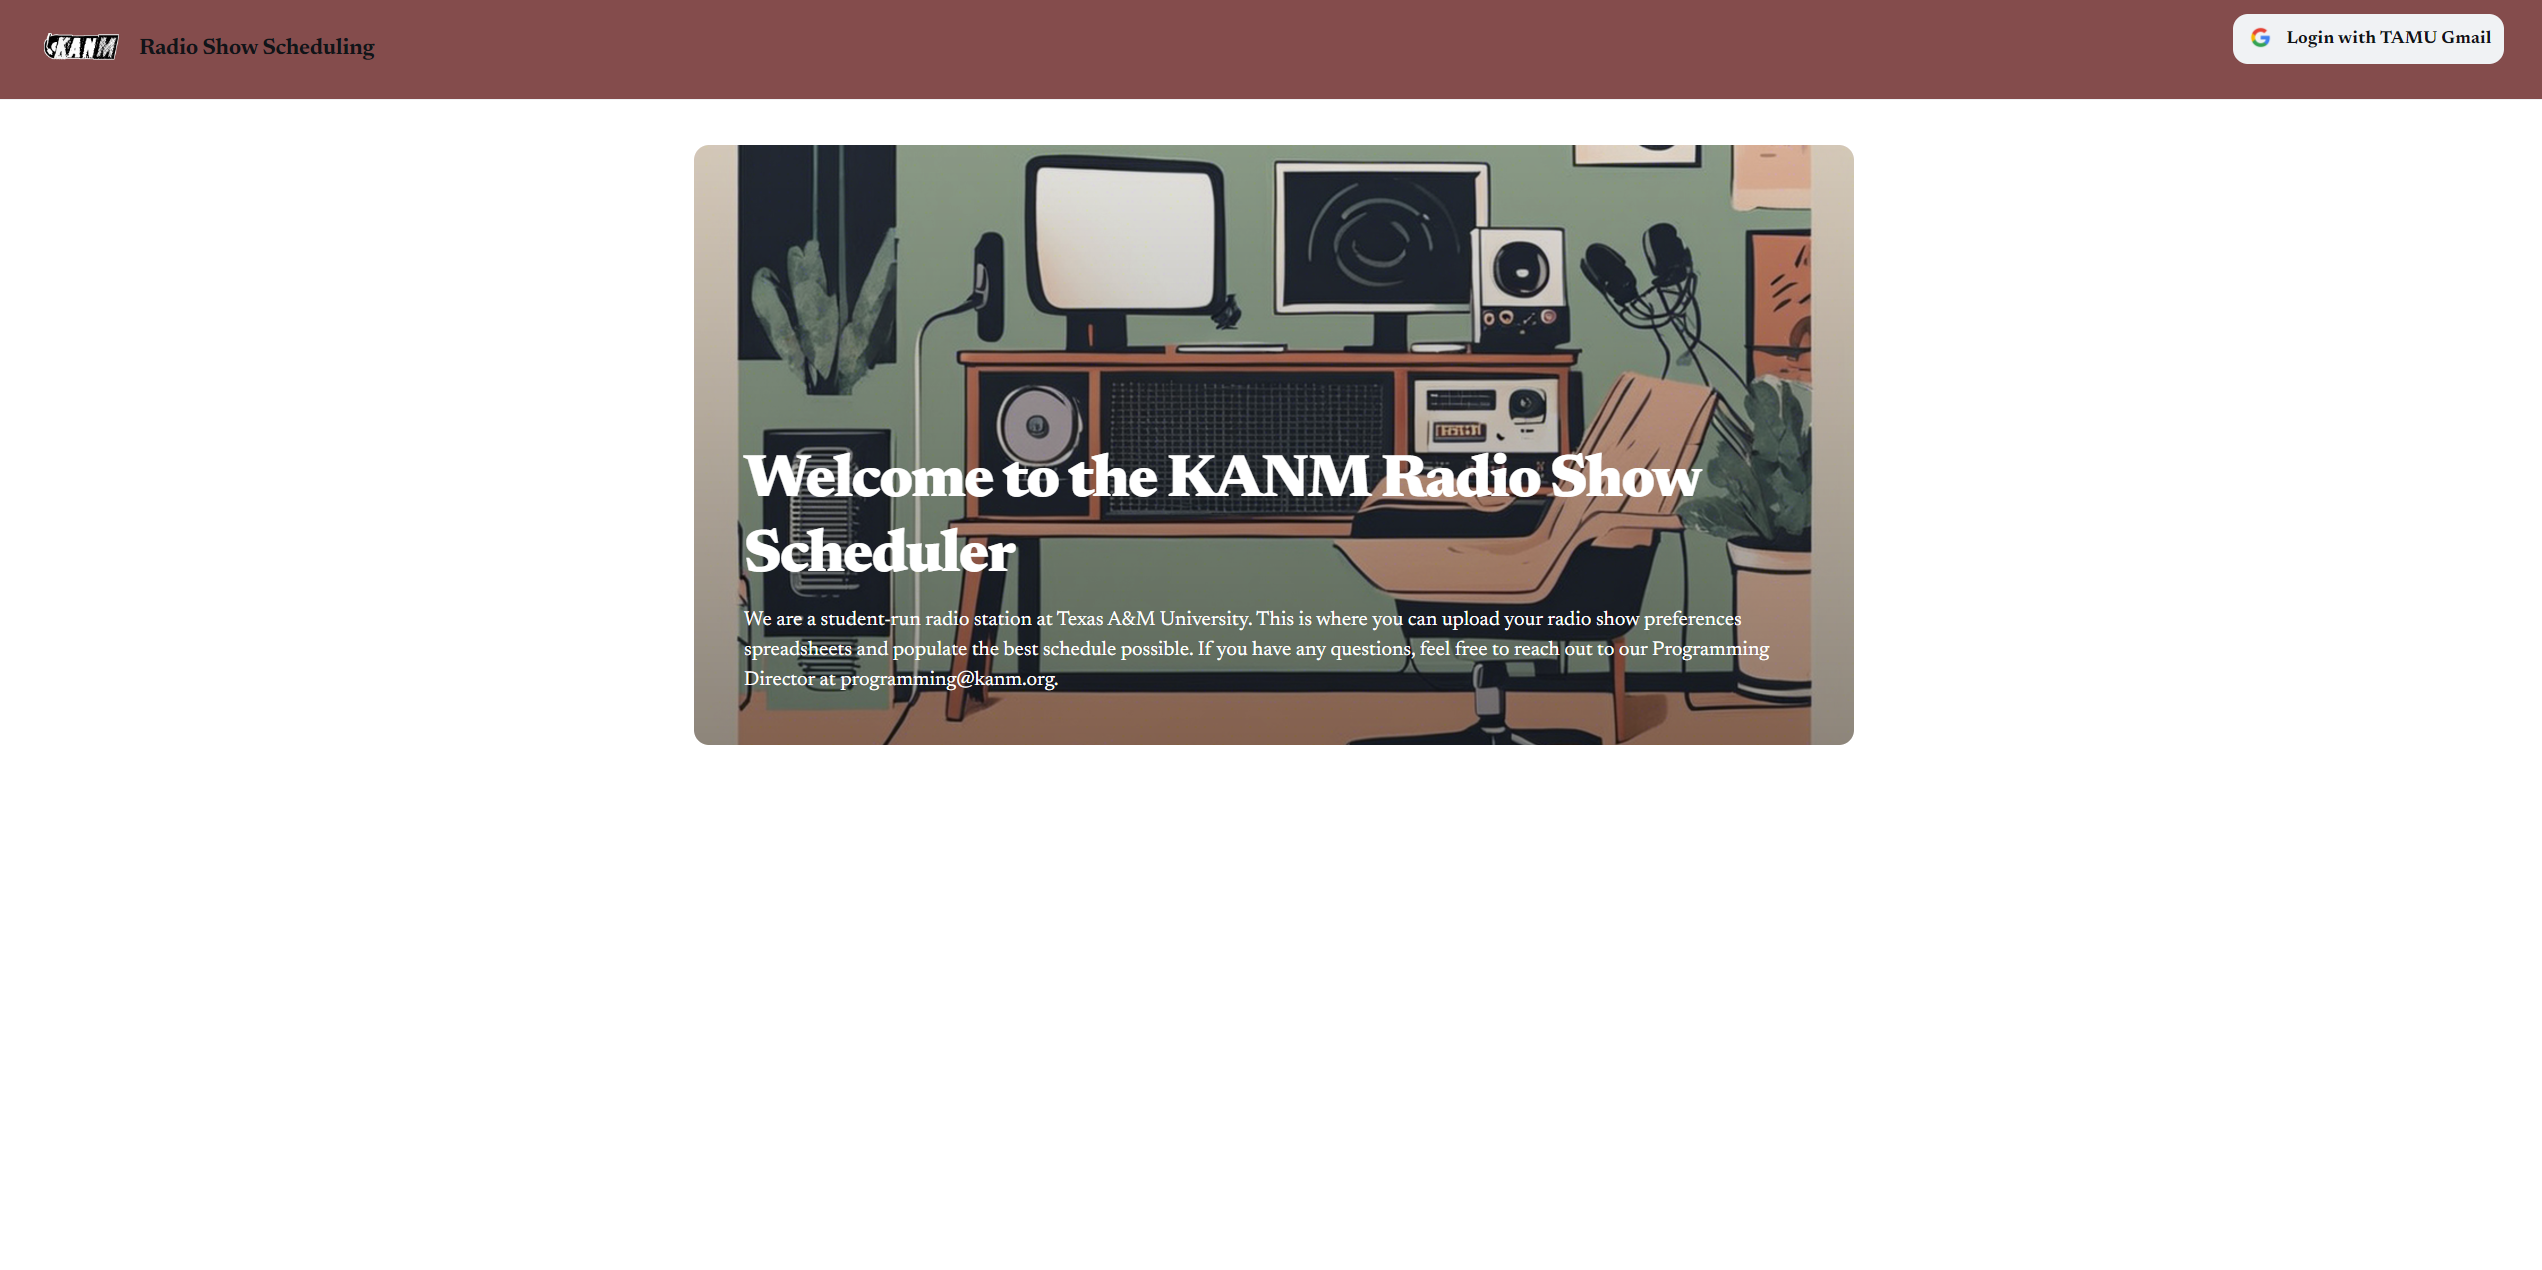 KANM
Radio Show Scheduling
Login with TAMU Gmail
Welcome to the KANM Radio Show
Scheduler
We are a student-run radio station at Texas A&M University. This is where you can upload your radio show preferences
spreadsheets and populate the best schedule possible. If you have any questions, feel free to reach out to our Programming
Director at programming@kanm.org.